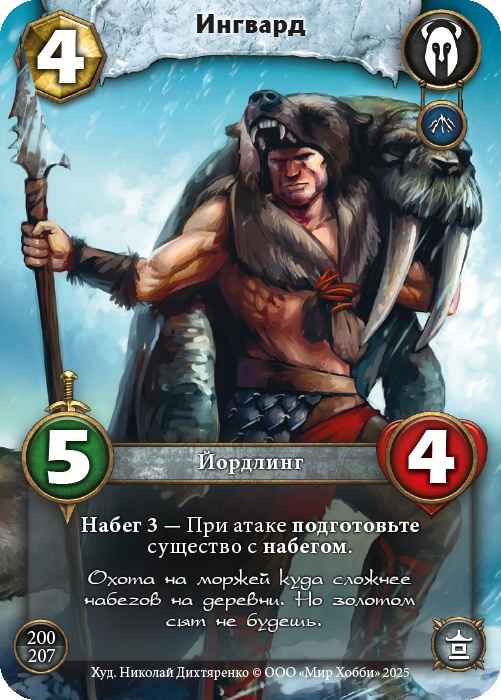 Ингвард
4
5
4
Йордлинг
Набег 3 — При атаке подготовьте
существо с набегом.
Охота на моржей куда сложнее
набегов на деревни. Но золотом
сыт не будешь.
200
207
Худ. Николай Дихтяренко © ООО «Мир Хобби» 2025